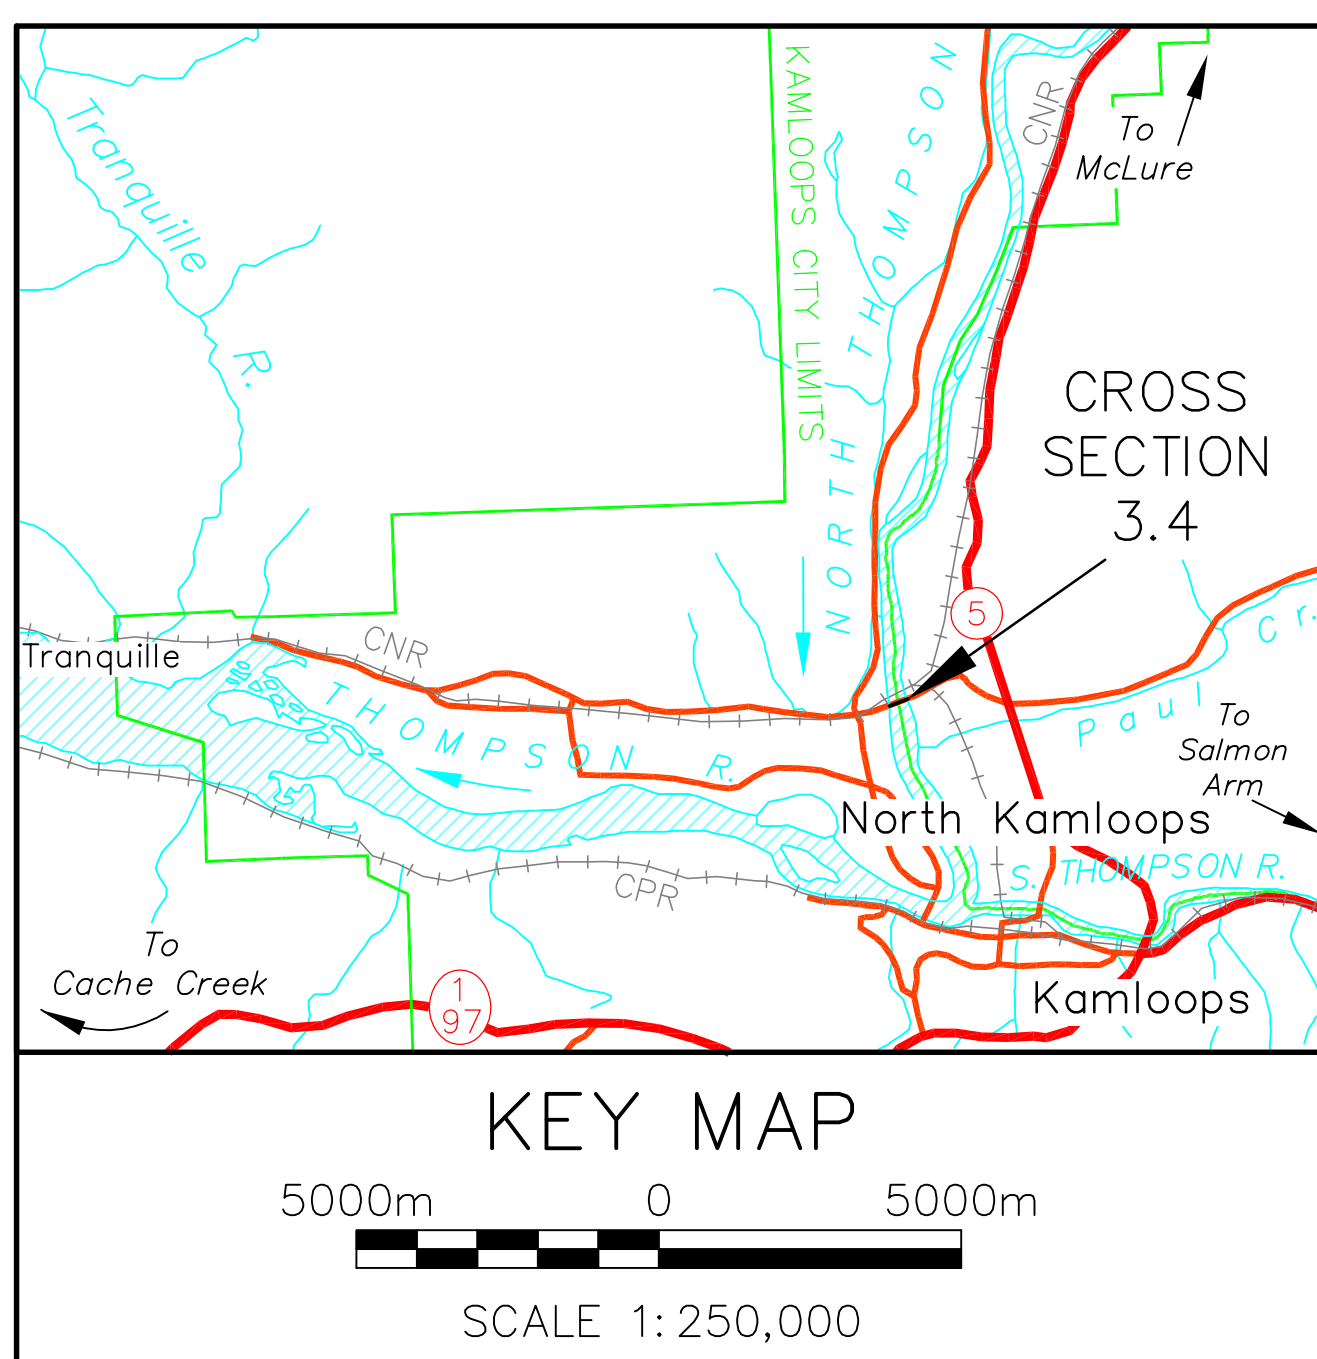 Tranquille
R.
KAMLOOPS CITY LIMITS
NORTH THOMPSON
CNR
To
McLure
CROSS
SECTION
3.4
5
Tranquille
CNR
THOMPSON R.
Paul Cr.
To
Salmon
Arm
North Kamloops
S. THOMPSON R.
CPR
To
Cache Creek
1
97
Kamloops
KEY MAP
5000m 0 5000m
SCALE 1:250,000